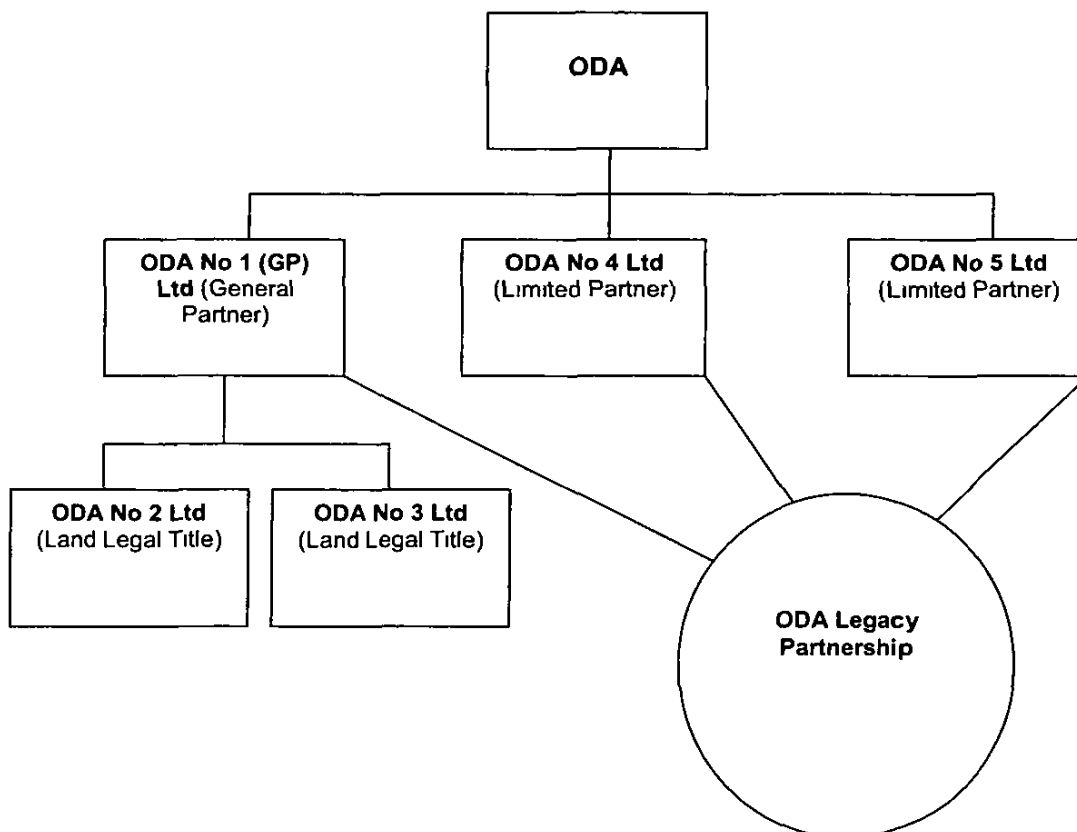 ODA
ODA No 1 (GP)
Ltd (General
Partner)
ODA No 4 Ltd
(Limited Partner)
ODA No 5 Ltd
(Limited Partner)
ODA No 2 Ltd
(Land Legal Title)
ODA No 3 Ltd
(Land Legal Title)
ODA Legacy
Partnership